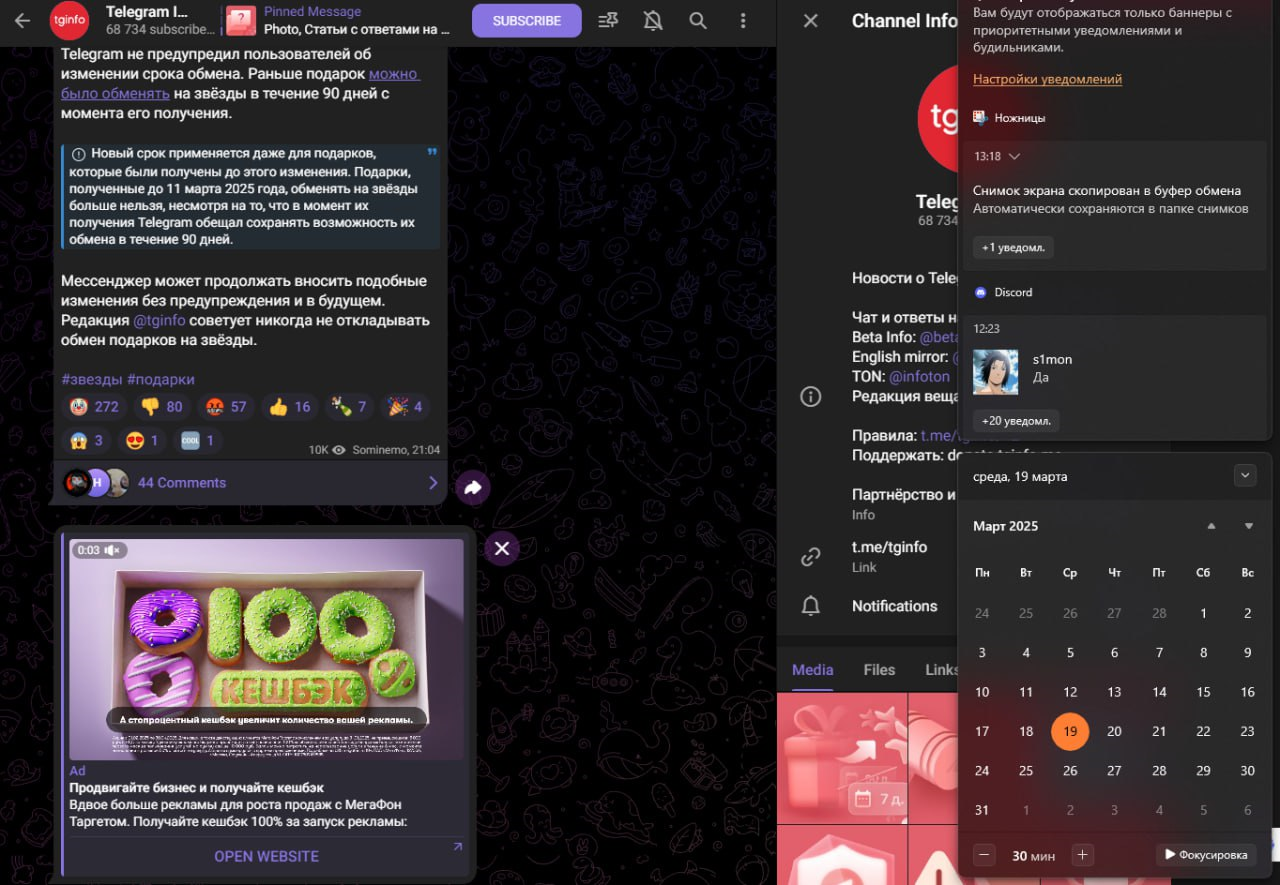 tginfo
Telegram I...
68 734 subscribe...
Pinned Message
Photo, Статьи с ответами на ...
SUBSCRIBE
Telegram не предупредил пользователей об
изменении срока обмена. Раньше подарок можно
было обменять на звёзды в течение 90 дней с
момента его получения.
Новый срок применяется даже для подарков,
которые были получены до этого изменения. Подарки,
полученные до 11 марта 2025 года, обменять на звёзды
больше нельзя, несмотря на то, что в момент их
получения Telegram обещал сохранять возможность их
обмена в течение 90 дней.
Мессенджер может продолжать вносить подобные
изменения без предупреждения и в будущем.
Редакция @tginfo советует никогда не откладывать
обмен подарков на звёзды.
#звезды #подарки
272 80 57 16 7 4
3 1 COOL 1
10K Sominemo, 21:04
H
44 Comments
0:03
100
%
КЕШБЭК
А стопроцентный кешбэк увеличит количество вашей рекламы.
Ad
Продвигайте бизнес и получайте кешбэк
Вдвое больше рекламы для роста продаж с МегаФон
Таргетом. Получайте кешбэк 100% за запуск рекламы:
OPEN WEBSITE
Channel Info
tg
Teleg
68 734
Новости о Tele
Чат и ответы н
Beta Info: @beta
English mirror: @
TON: @infoton
Редакция веща
Правила: t.me/
Поддержать:
Партнёрство и
Info
t.me/tginfo
Link
Notifications
Media Files Links
7 д.
Вам будут отображаться только баннеры с
приоритетными уведомлениями и
будильниками.
Настройки уведомлений
Ножницы
13:18
Снимок экрана скопирован в буфер обмена
Автоматически сохраняются в папке снимков
+1 уведомл.
Discord
12:23
s1mon
Да
+20 уведомл.
среда, 19 марта
Март 2025
Пн Вт Ср Чт Пт Сб Вс
24 25 26 27 28 1 2
3 4 5 6 7 8 9
10 11 12 13 14 15 16
17 18 19 20 21 22 23
24 25 26 27 28 29 30
31 1 2 3 4 5 6
30 мин
Фокусировка